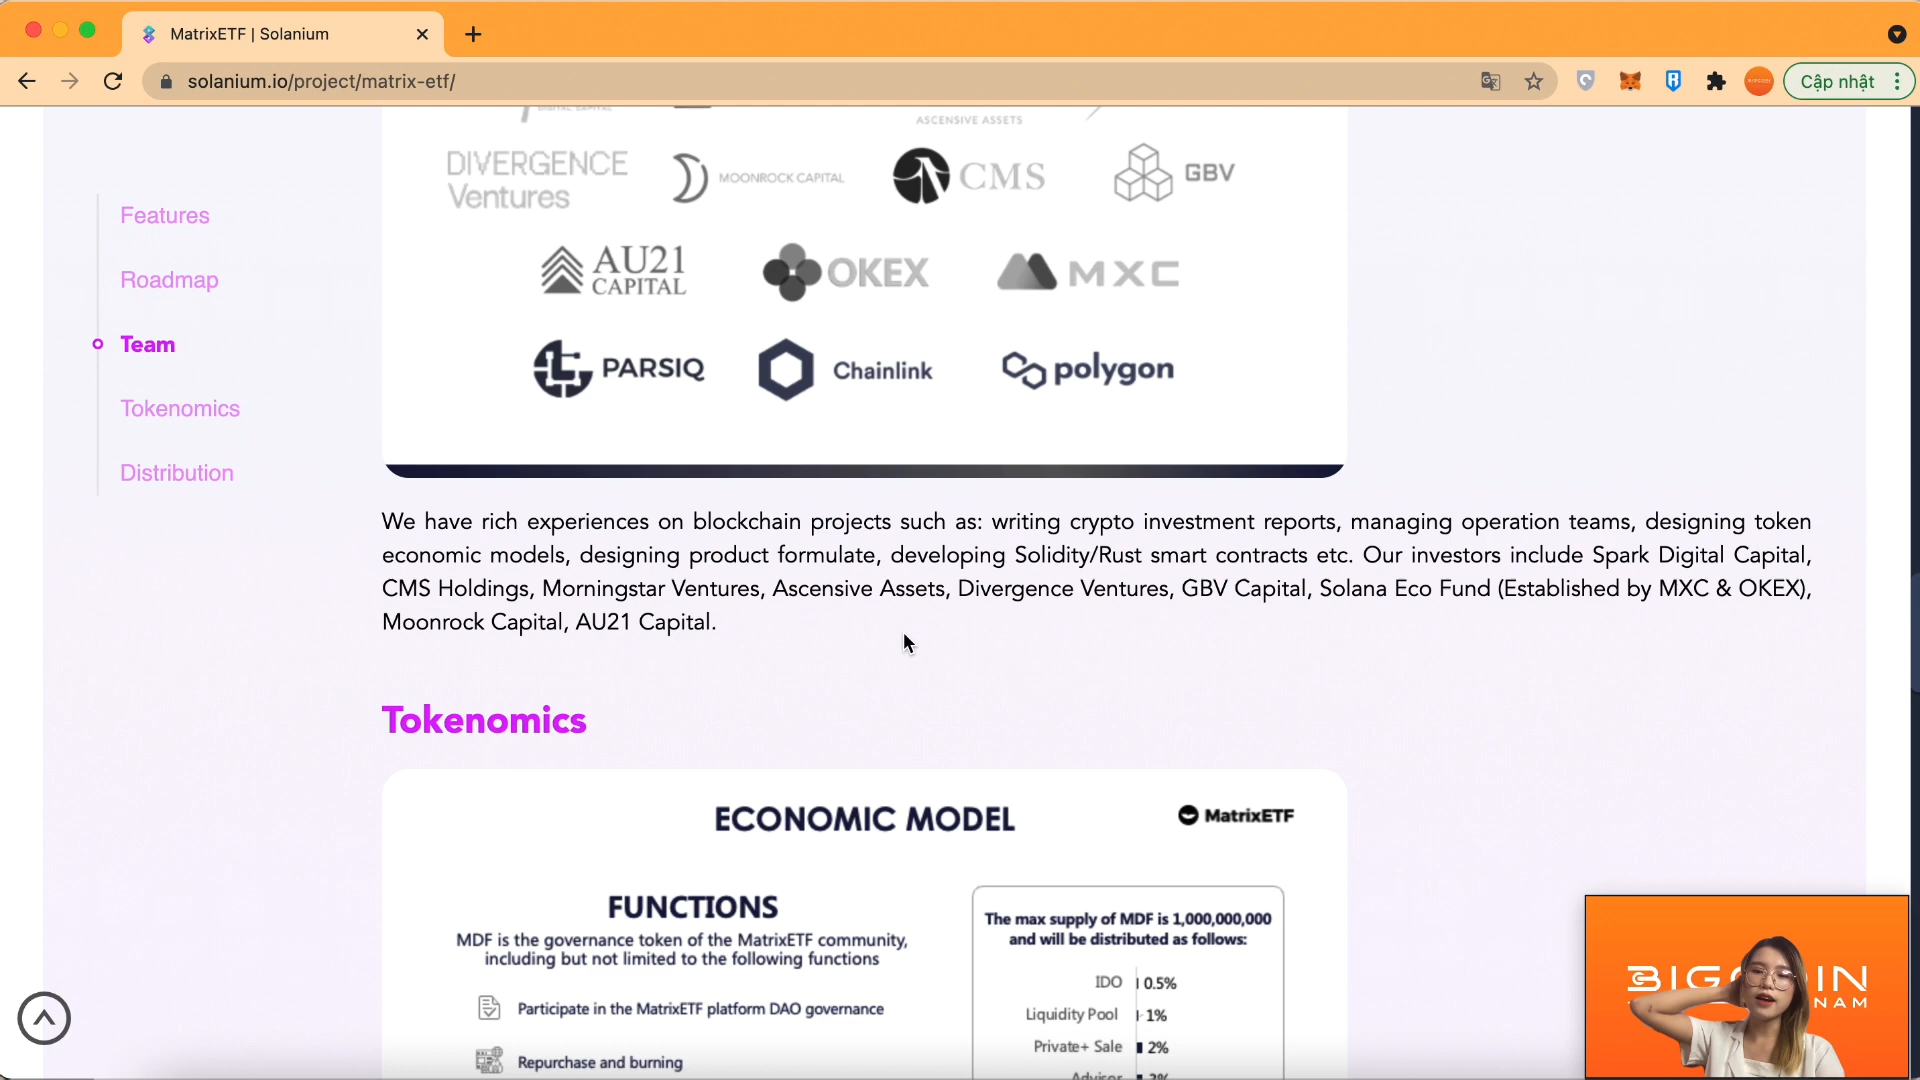 MatrixETF | Solanium
solanium.io/project/matrix-etf/
Cập nhật
DIGITAL CAPITAL
ASCENSIVE ASSETS
DIVERGENCE
Ventures
MOONROCK CAPITAL
CMS
GBV
Features
Roadmap
Team
Tokenomics
Distribution
AU21
CAPITAL
OKEX
MXC
PARSIQ
Chainlink
polygon
We have rich experiences on blockchain projects such as: writing crypto investment reports, managing operation teams, designing token
economic models, designing product formulate, developing Solidity/Rust smart contracts etc. Our investors include Spark Digital Capital,
CMS Holdings, Morningstar Ventures, Ascensive Assets, Divergence Ventures, GBV Capital, Solana Eco Fund (Established by MXC & OKEX),
Moonrock Capital, AU21 Capital.
Tokenomics
ECONOMIC MODEL
MatrixETF
FUNCTIONS
MDF is the governance token of the MatrixETF community,
including but not limited to the following functions
Participate in the MatrixETF platform DAO governance
Repurchase and burning
The max supply of MDF is 1,000,000,000
and will be distributed as follows:
IDO 0.5%
Liquidity Pool 1%
Private+ Sale 2%